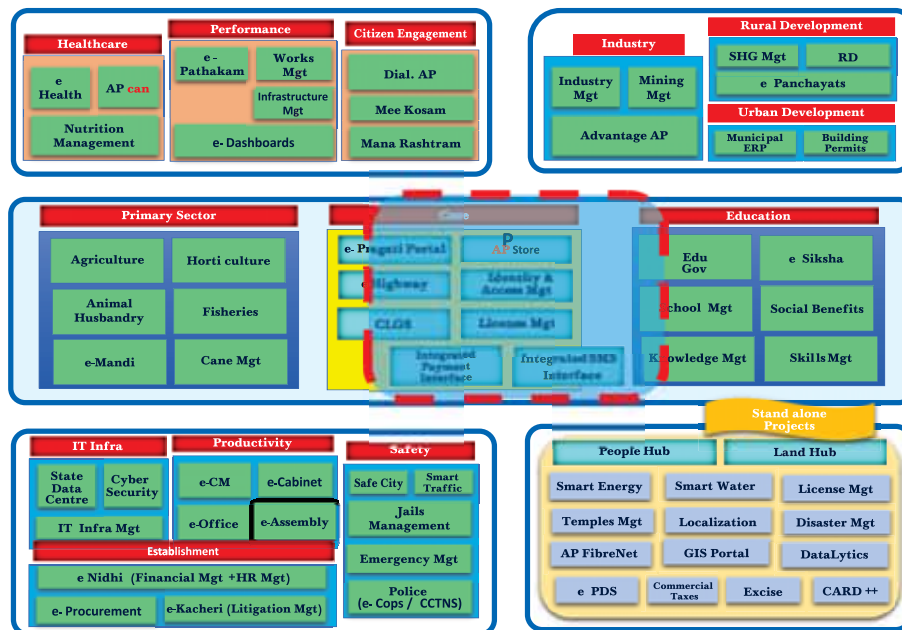 Healthcare
e
Health
AP can
Nutrition
Management
Performance
e -
Pathakam
Works
Mgt
Infrastructure
Mgt
e- Dashboards
Citizen Engagement
Dial. AP
Mee Kosam
Mana Rashtram
Industry
Industry
Mgt
Mining
Mgt
Advantage AP
Rural Development
SHG Mgt
RD
e Panchayats
Urban Development
Municipal
ERP
Building
Permits
Primary Sector
Agriculture
Horti culture
Animal
Husbandry
Fisheries
e-Mandi
Cane Mgt
Core
e- Pragati Portal
P
A.P Store
e Highway
Identity &
Access Mgt
CLGS
License Mgt
Integrated
Payment
Interface
Integrated SMS
Interface
Education
Edu
Gov
e Siksha
School Mgt
Social Benefits
Knowledge Mgt
Skills Mgt
IT Infra
State
Data
Centre
Cyber
Security
IT Infra Mgt
Productivity
e-CM
e-Cabinet
e-Office
e-Assembly
Establishment
e Nidhi (Financial Mgt +HR Mgt)
e- Procurement
e-Kacheri (Litigation Mgt)
Safety
Safe City
Smart
Traffic
Jails
Management
Emergency Mgt
Police
(e- Cops / CCTNS)
Stand alone
Projects
People Hub
Land Hub
Smart Energy
Smart Water
License Mgt
Temples Mgt
Localization
Disaster Mgt
AP FibreNet
GIS Portal
DataLytics
e PDS
Commercial
Taxes
Excise
CARD ++